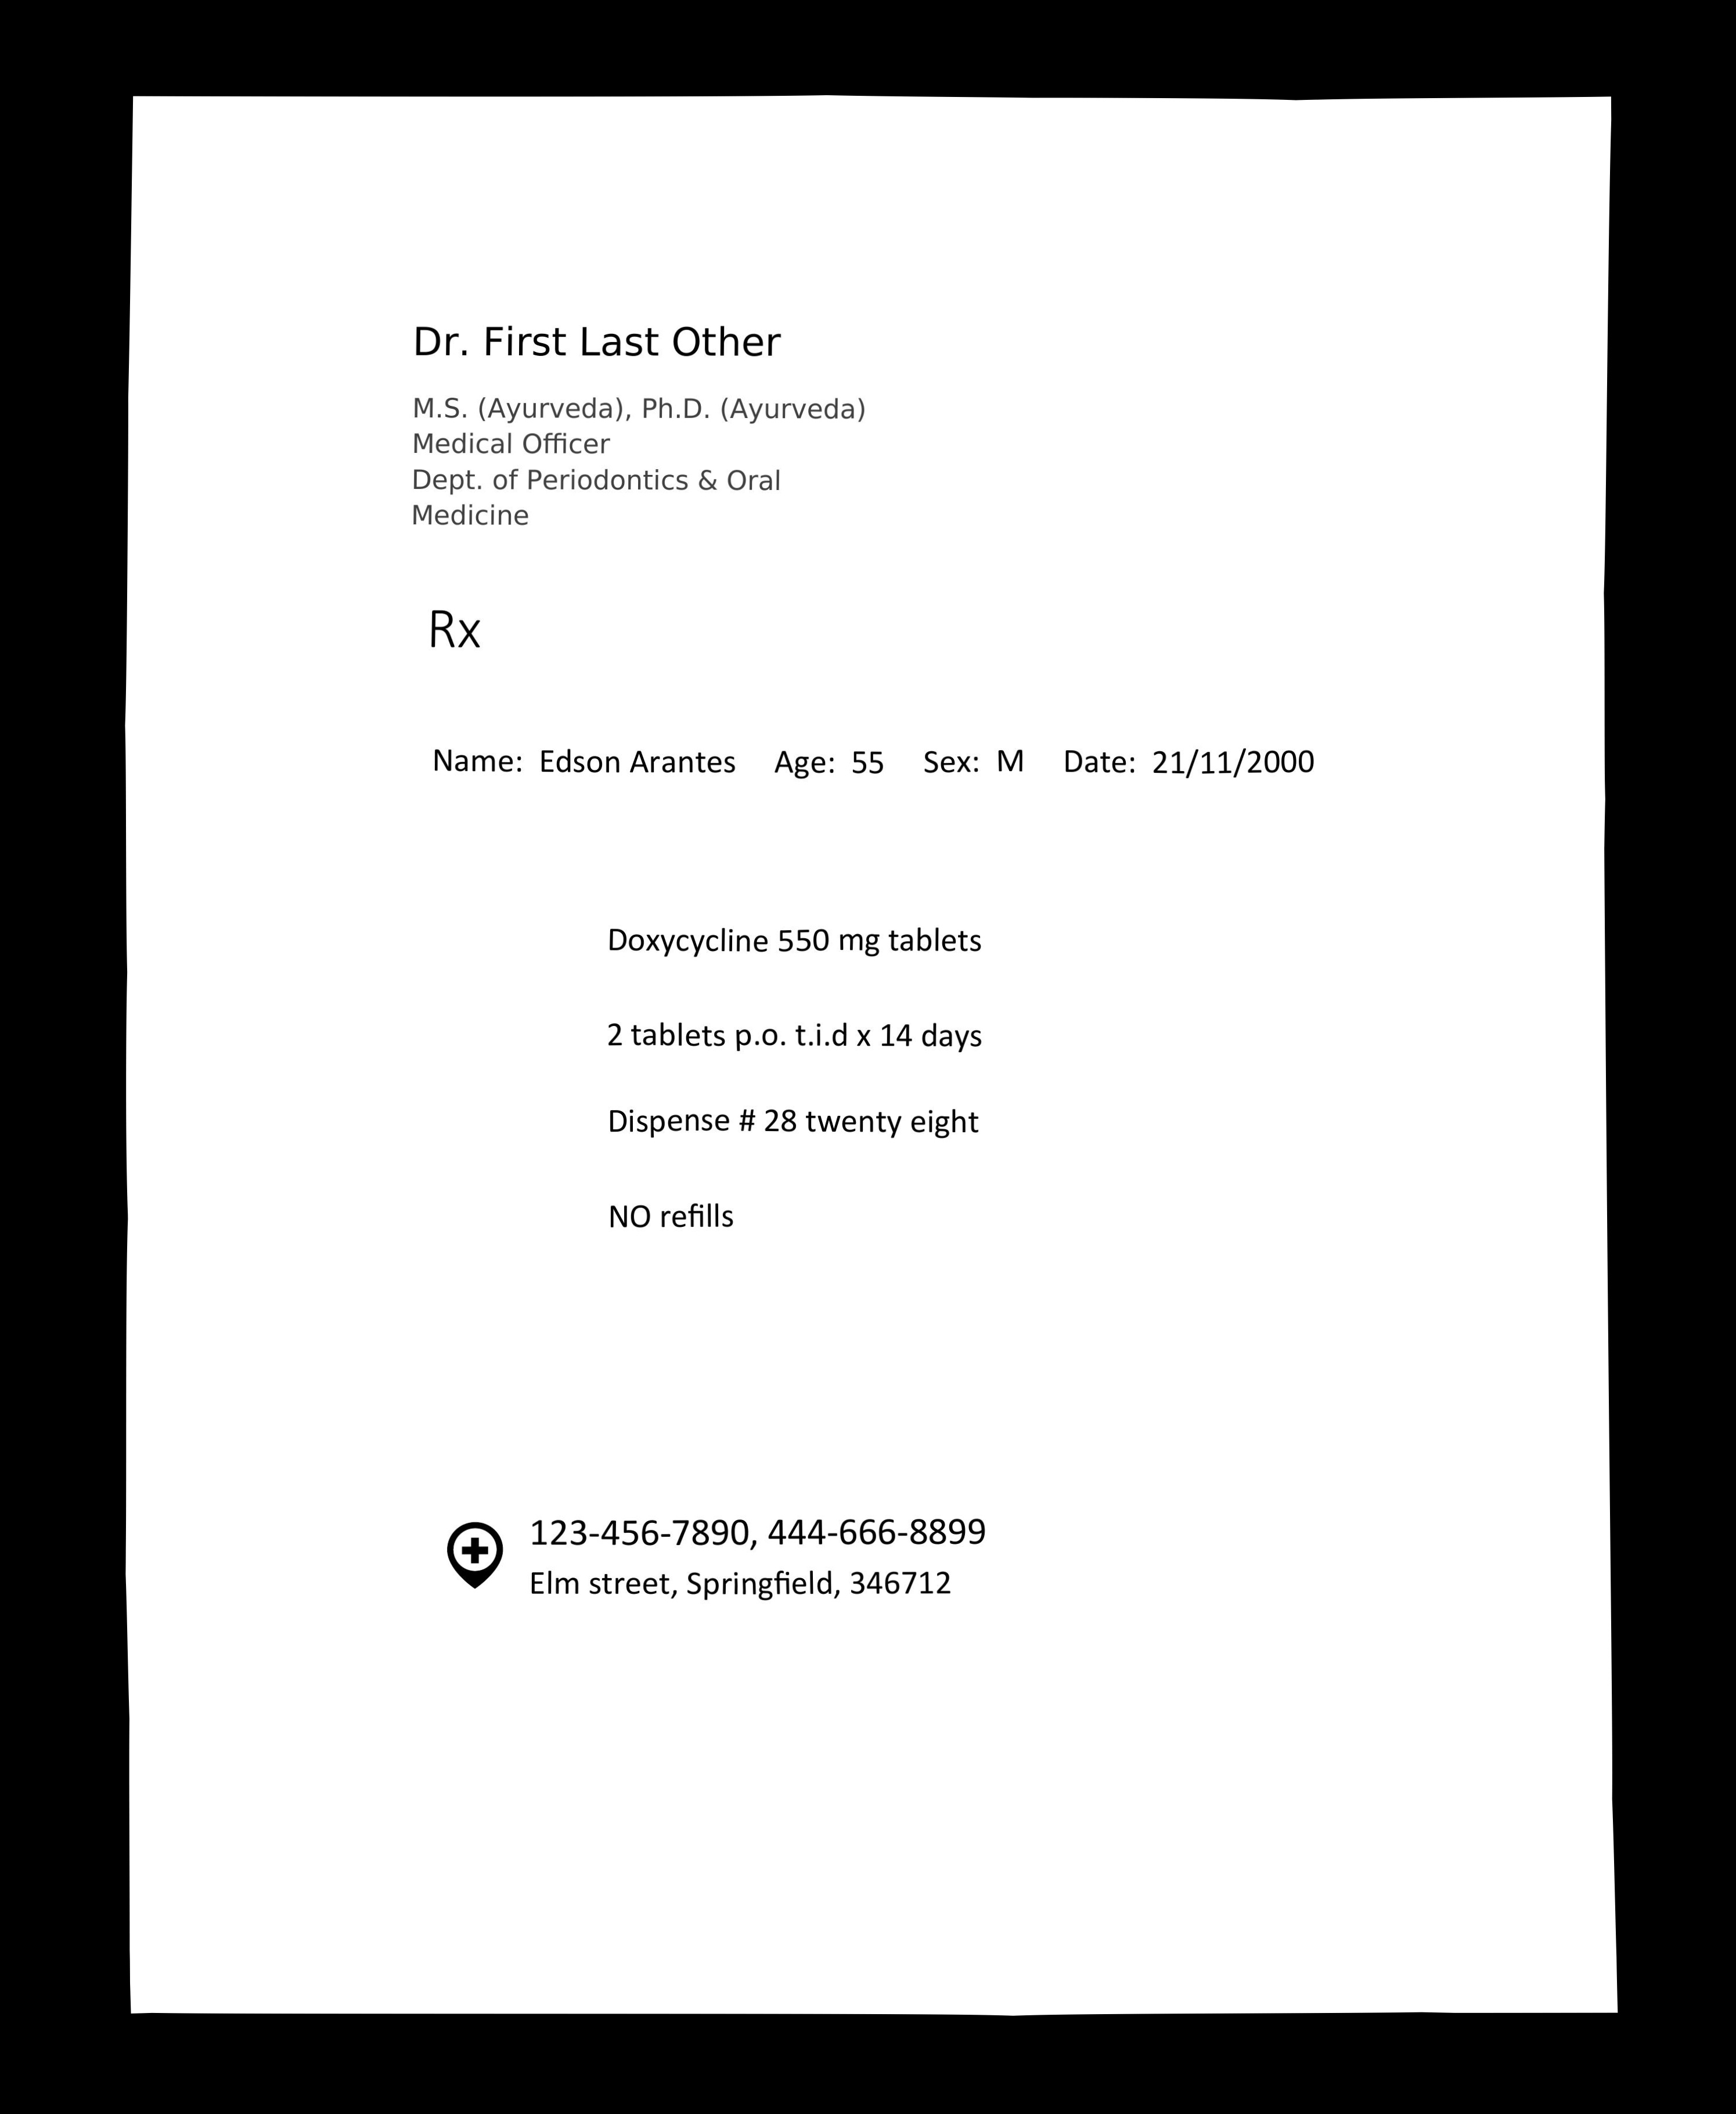 Dr. First Last Other
M.S. (Ayurveda), Ph.D. (Ayurveda)
Medical Officer
Dept. of Periodontics & Oral
Medicine
Rx
Name: Edson Arantes Age: 55 Sex: M Date: 21/11/2000
Doxycycline 550 mg tablets
2 tablets p.o. t.i.d x 14 days
Dispense # 28 twenty eight
NO refills
123-456-7890, 444-666-8899
Elm street, Springfield, 346712